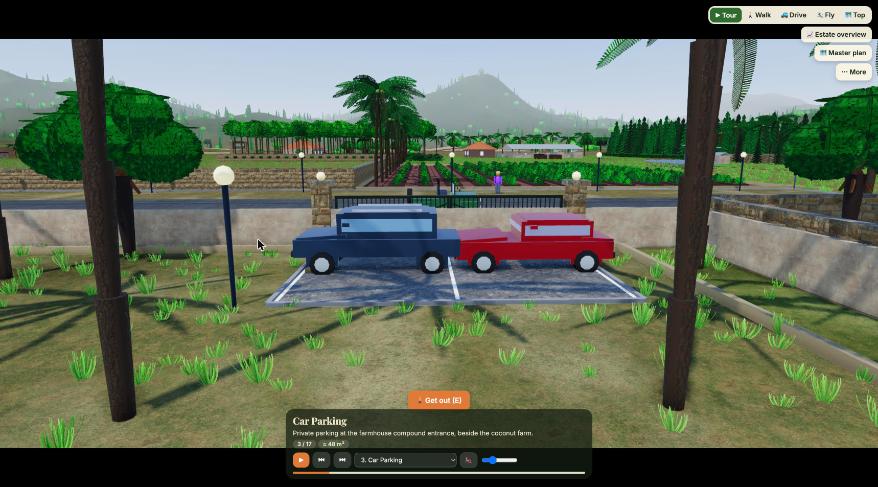 Tour Walk Drive Fly Top
Estate overview
Master plan
More
Get out (E)
Car Parking
Private parking at the farmhouse compound entrance, beside the coconut farm.
3 / 17 ≈ 48 m²
3. Car Parking